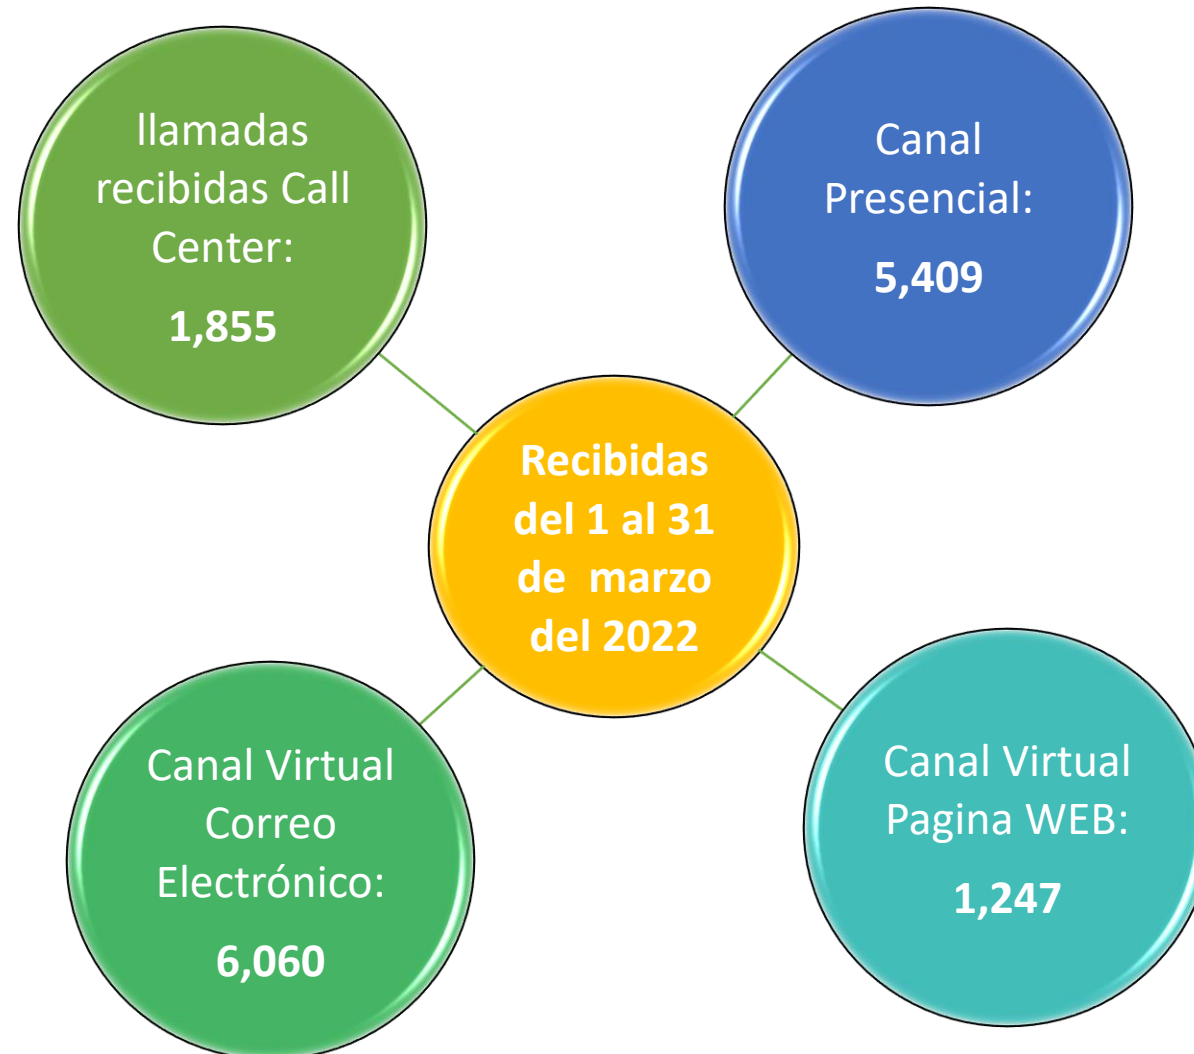 llamadas
recibidas Call
Center:
1,855
Canal
Presencial:
5,409
Recibidas
del 1 al 31
de  marzo
del 2022
Canal Virtual
Correo
Electrónico:
6,060
Canal Virtual
Pagina WEB:
1,247